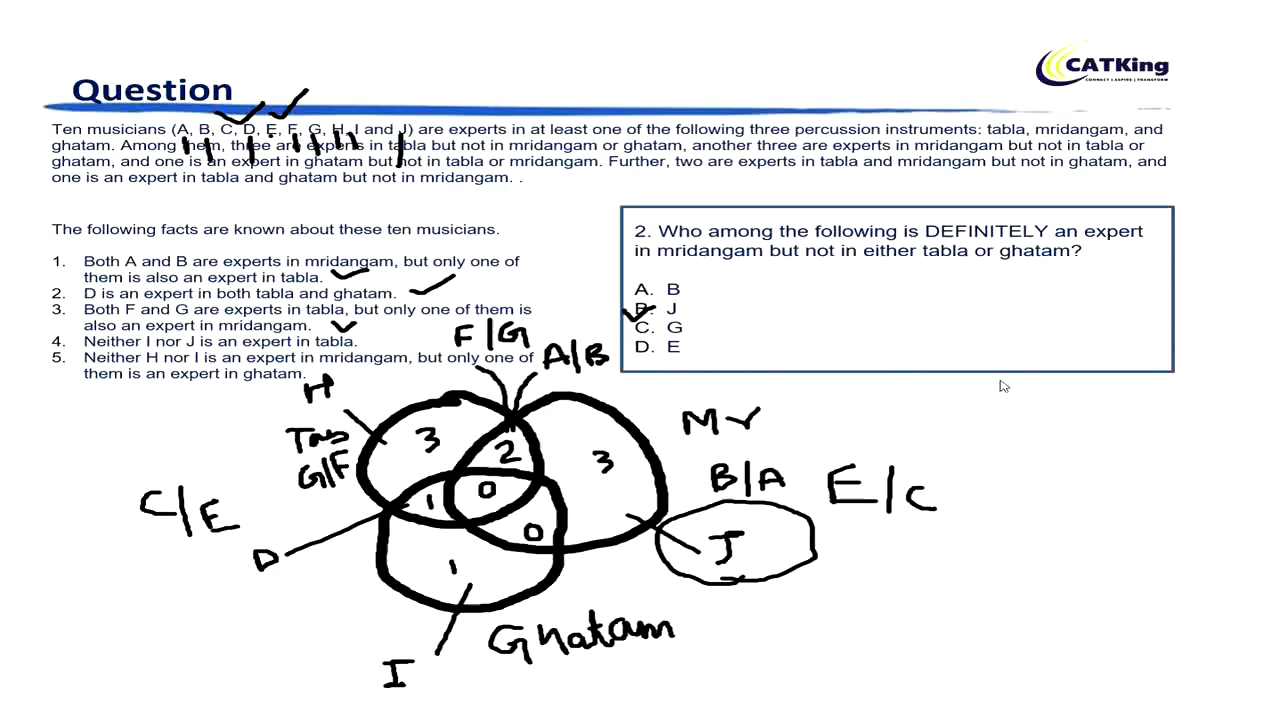 CATKing
CONNECT | ASPIRE | TRANSFORM
Question
Ten musicians (A, B, C, D, E, F, G, H, I and J) are experts in at least one of the following three percussion instruments: tabla, mridangam, and
ghatam. Among them, three are experts in tabla but not in mridangam or ghatam, another three are experts in mridangam but not in tabla or
ghatam, and one is an expert in ghatam but not in tabla or mridangam. Further, two are experts in tabla and mridangam but not in ghatam, and
one is an expert in tabla and ghatam but not in mridangam. .
The following facts are known about these ten musicians.
1. Both A and B are experts in mridangam, but only one of
them is also an expert in tabla.
2. D is an expert in both tabla and ghatam.
3. Both F and G are experts in tabla, but only one of them is
also an expert in mridangam.
4. Neither I nor J is an expert in tabla.
5. Neither H nor I is an expert in mridangam, but only one of
them is an expert in ghatam.
2. Who among the following is DEFINITELY an expert
in mridangam but not in either tabla or ghatam?
A. B
B. J
C. G
D. E
F/G
A/B
H
Tab
G/F
3
2
3
Mr
B/A E/C
C/E
1
0
0
J
D
1
Ghatam
I